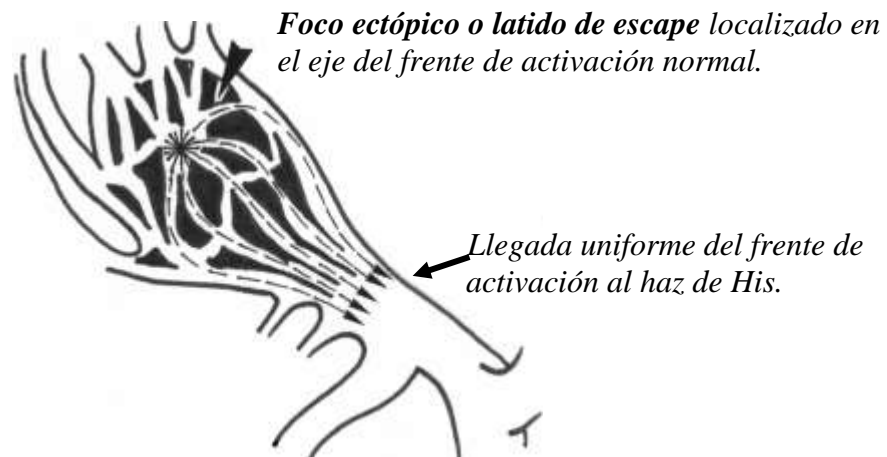 Foco ectópico o latido de escape localizado en
el eje del frente de activación normal.
Llegada uniforme del frente de
activación al haz de His.